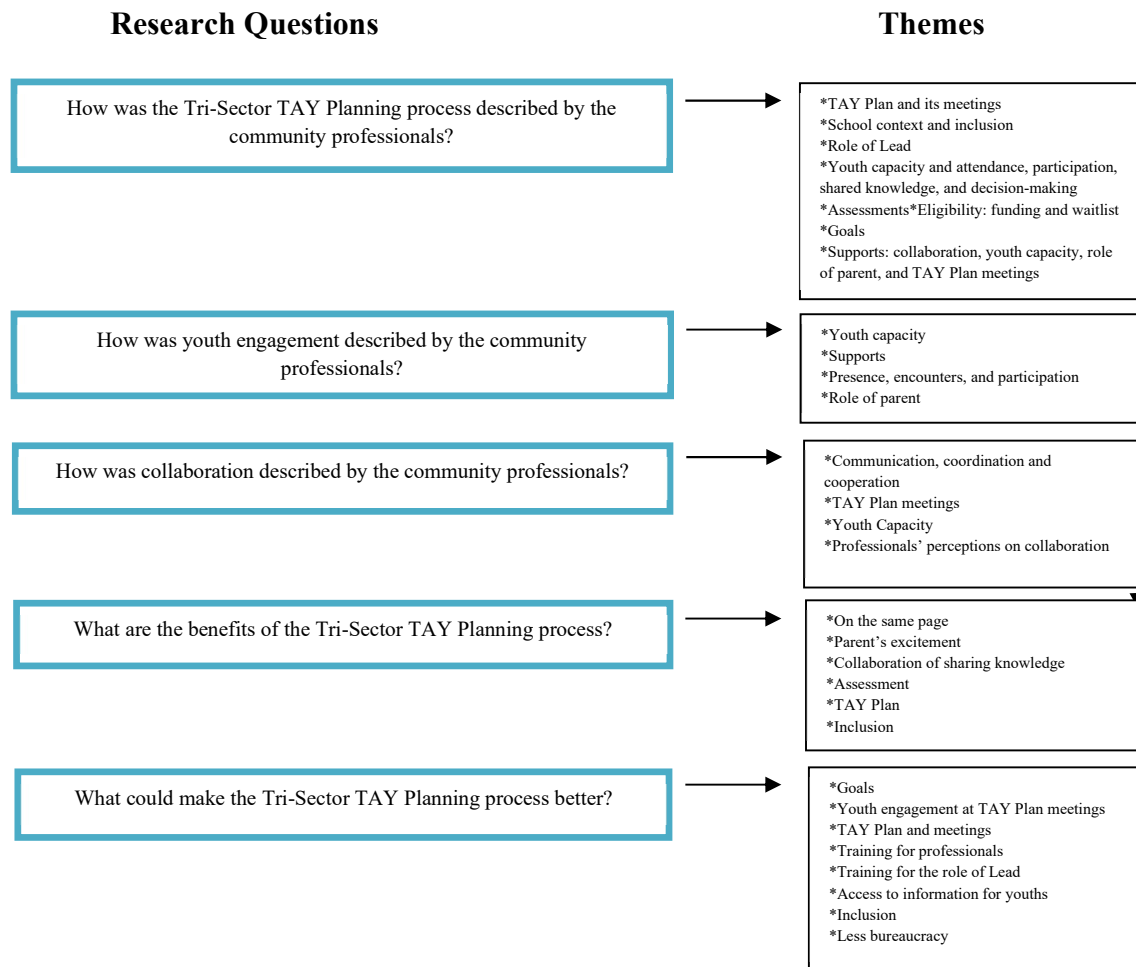 Research Questions
Themes
How was the Tri-Sector TAY Planning process described by the
community professionals?
*TAY Plan and its meetings
*School context and inclusion
*Role of Lead
*Youth capacity and attendance, participation,
shared knowledge, and decision-making
*Assessments*Eligibility: funding and waitlist
*Goals
*Supports: collaboration, youth capacity, role
of parent, and TAY Plan meetings
How was youth engagement described by the community
professionals?
*Youth capacity
*Supports
*Presence, encounters, and participation
*Role of parent
How was collaboration described by the community professionals?
*Communication, coordination and
cooperation
*TAY Plan meetings
*Youth Capacity
*Professionals’ perceptions on collaboration
What are the benefits of the Tri-Sector TAY Planning process?
*On the same page
*Parent’s excitement
*Collaboration of sharing knowledge
*Assessment
*TAY Plan
*Inclusion
What could make the Tri-Sector TAY Planning process better?
*Goals
*Youth engagement at TAY Plan meetings
*TAY Plan and meetings
*Training for professionals
*Training for the role of Lead
*Access to information for youths
*Inclusion
*Less bureaucracy